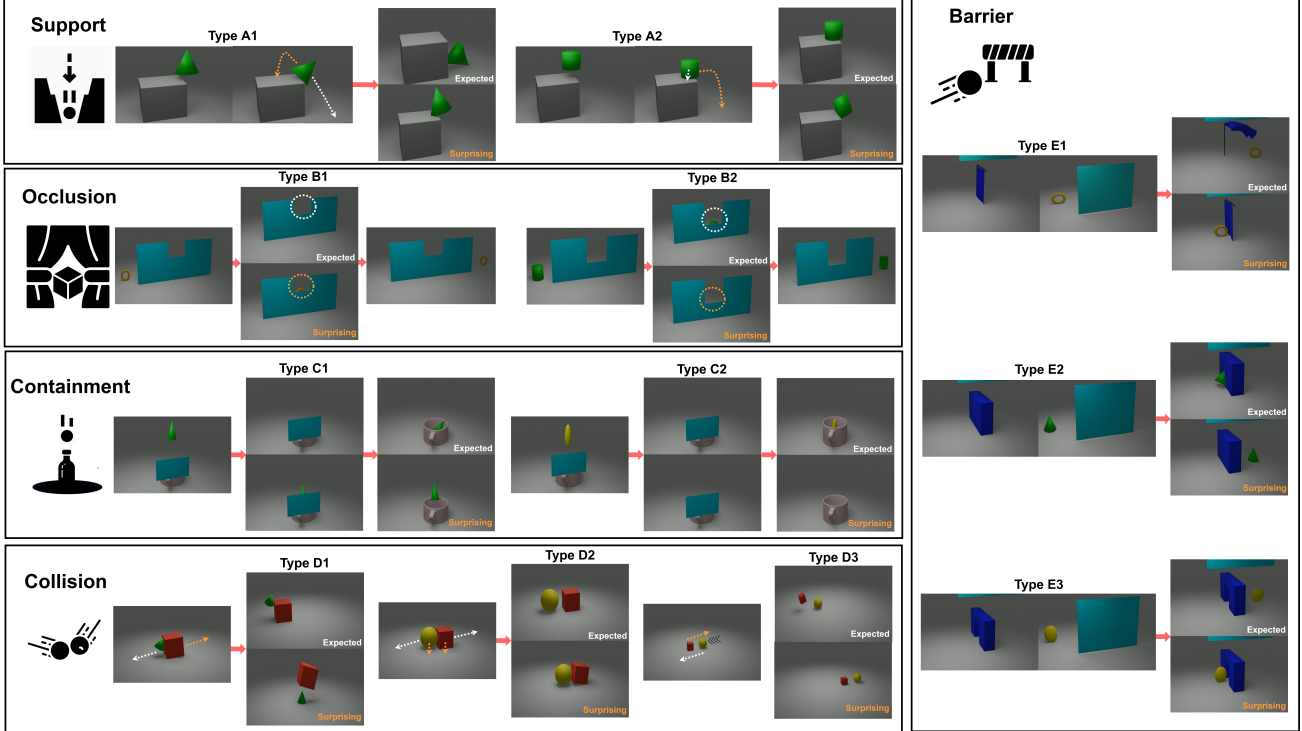 Support
Type A1
Expected
Surprising
Type A2
Expected
Surprising
Occlusion
Type B1
Expected
Surprising
Type B2
Expected
Surprising
Containment
Type C1
Expected
Surprising
Type C2
Expected
Surprising
Collision
Type D1
Expected
Surprising
Type D2
Expected
Surprising
Type D3
Expected
Surprising
Barrier
Type E1
Expected
Surprising
Type E2
Expected
Surprising
Type E3
Expected
Surprising